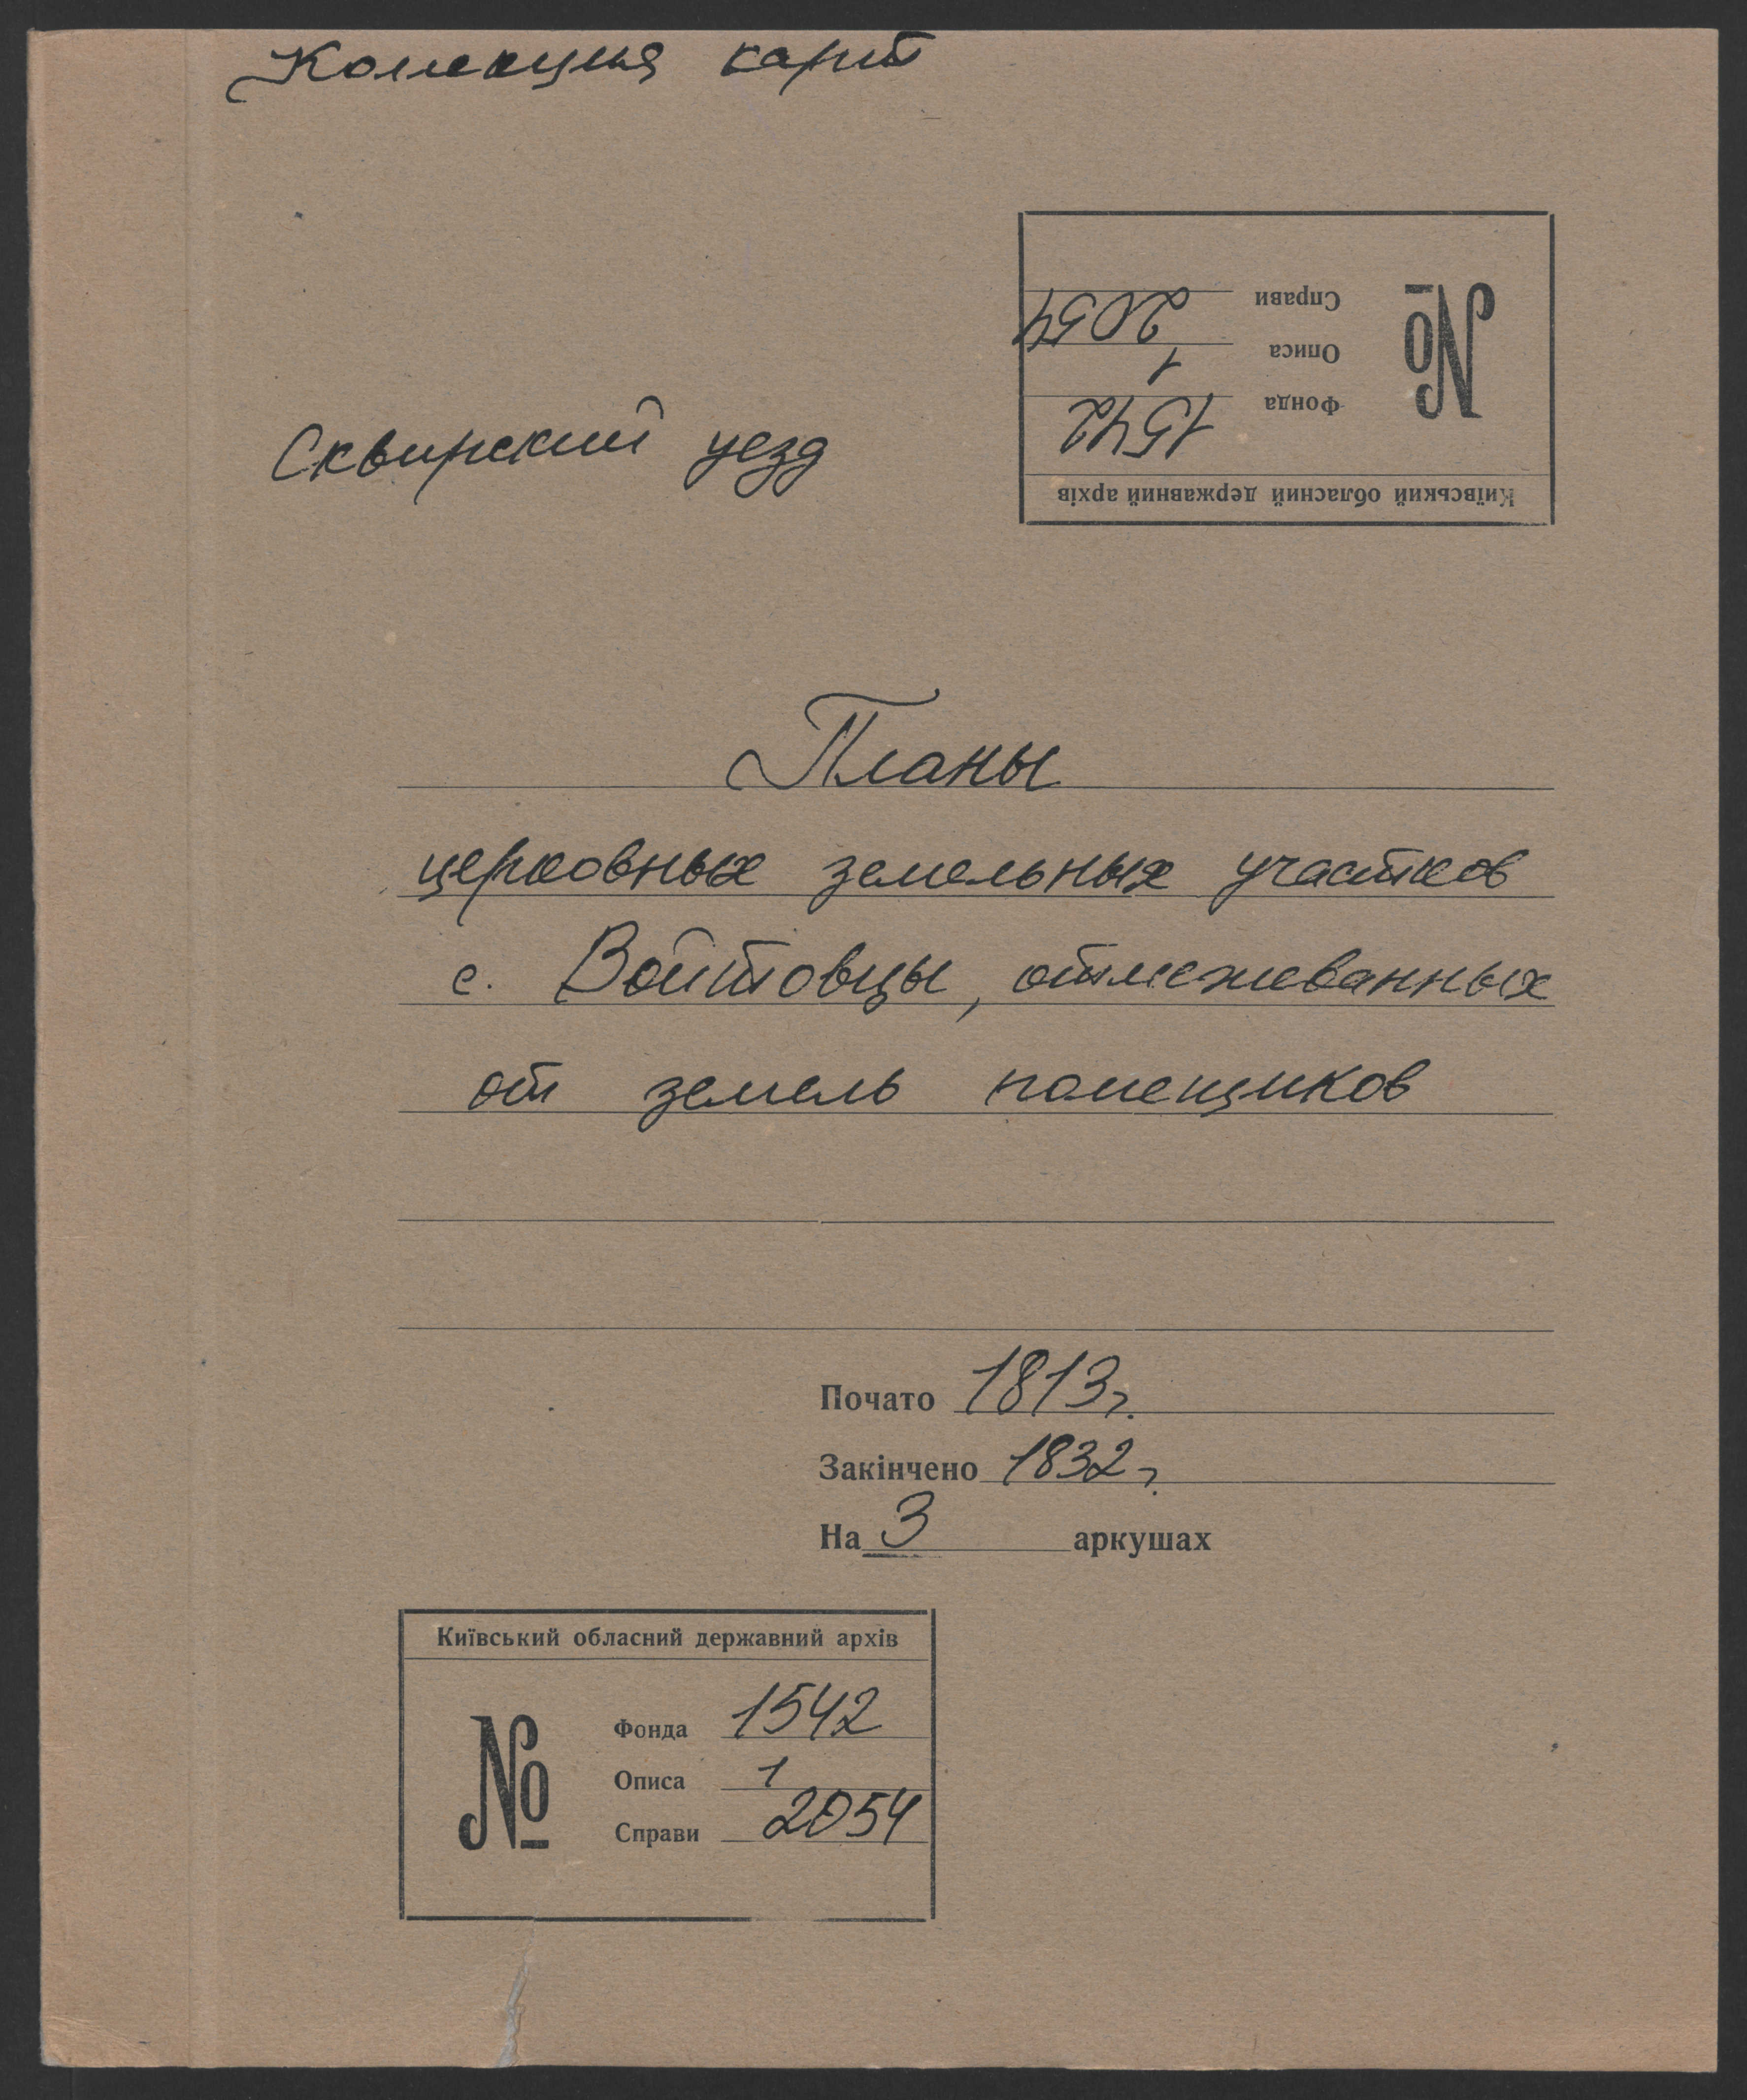 Коллекция карт
Київський обласний державний архів
№
Фонда 1542
Описа 1
Справи 2054
Сквирский уезд
Планы
церковных земельных участков
с. Войтовцы, отмежеванных
от земель помещиков
Почато 1813 г.
Закінчено 1832 г.
На 3 аркушах
Київський обласний державний архів
№
Фонда 1542
Описа 1
Справи 2054